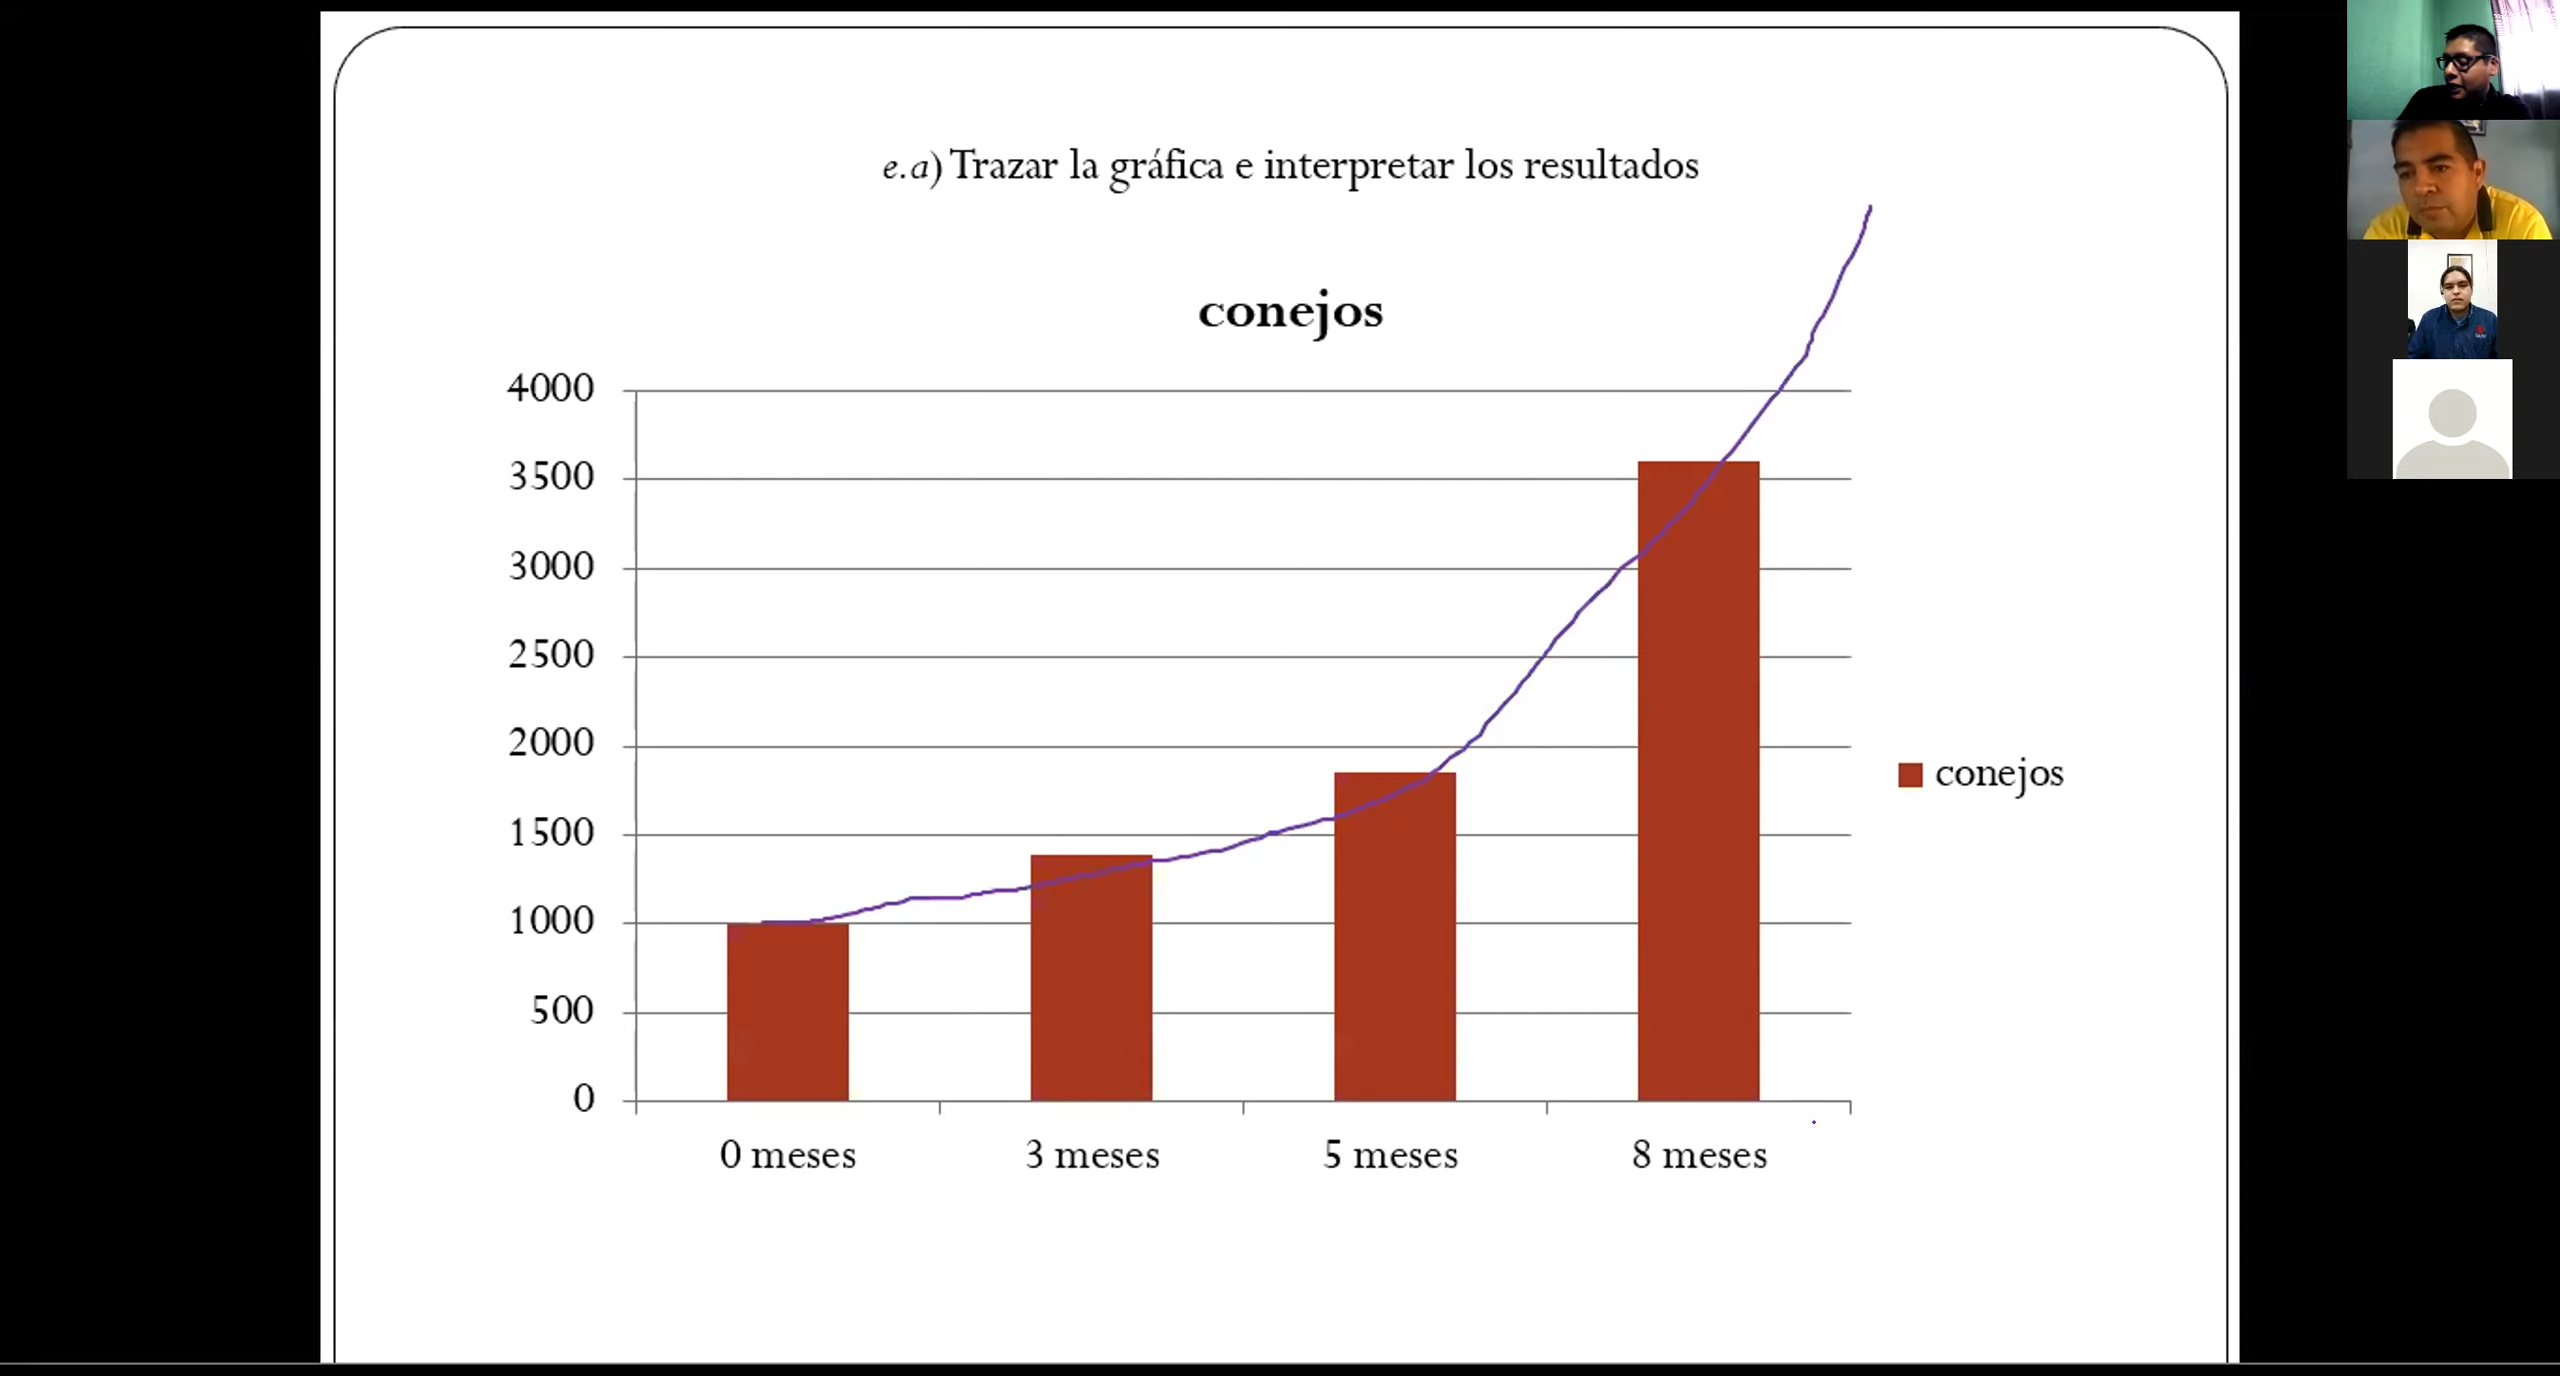 e.a) Trazar la gráfica e interpretar los resultados
conejos
4000
3500
3000
2500
2000
1500
1000
500
0
0 meses
3 meses
5 meses
8 meses
conejos